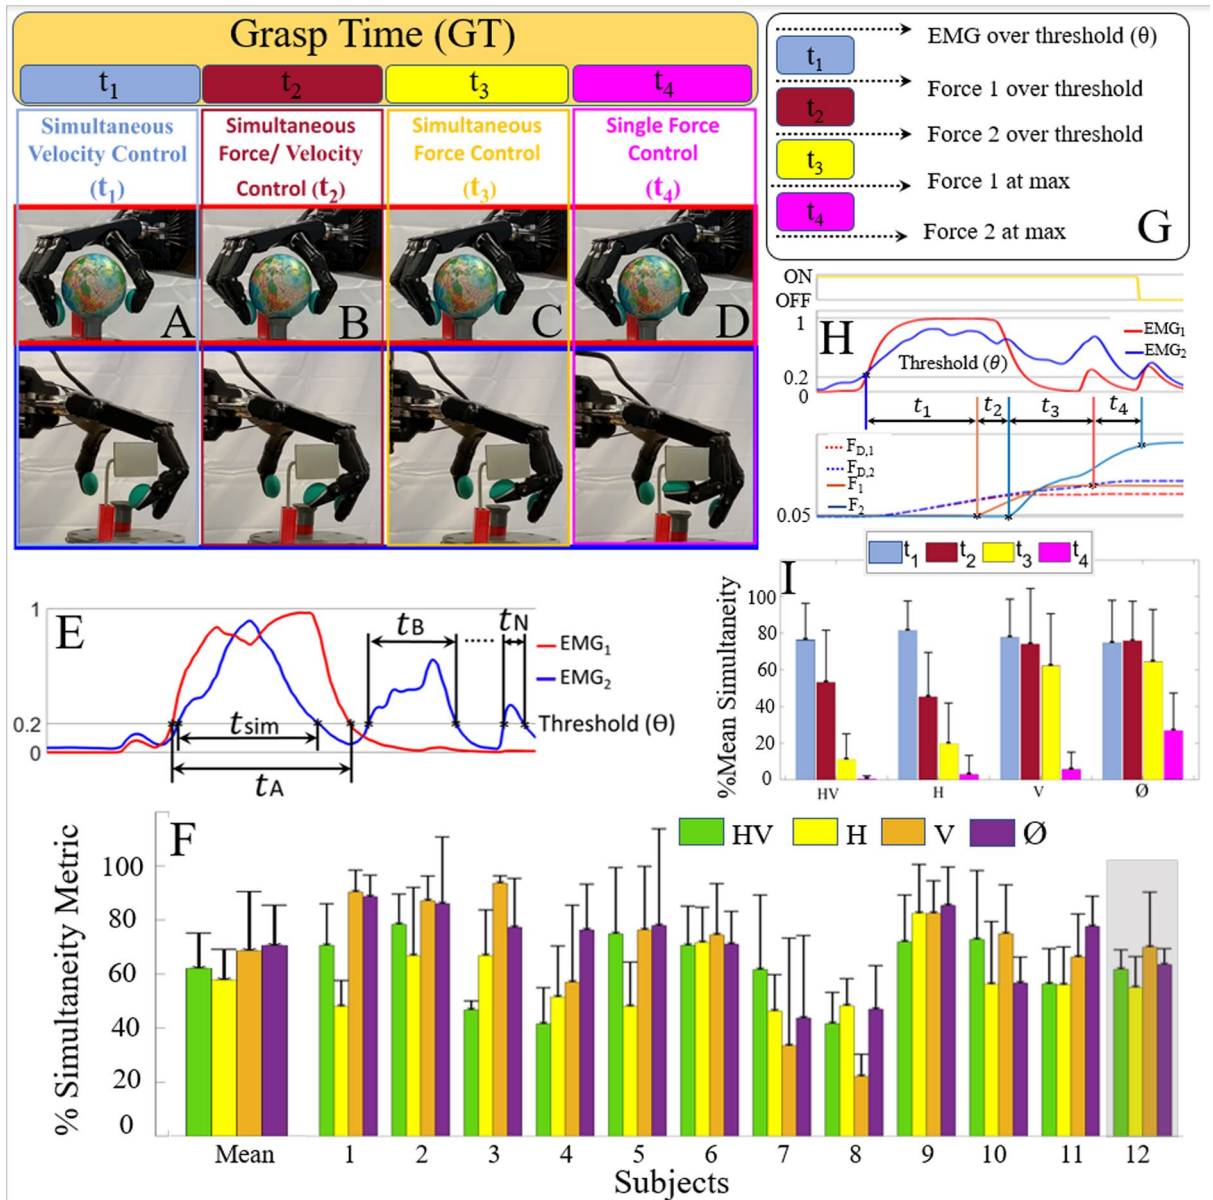 Grasp Time (GT)
t1 t2 t3 t4
Simultaneous
Velocity Control
(t1)
Simultaneous
Force/ Velocity
Control (t2)
Simultaneous
Force Control
(t3)
Single Force
Control
(t4)
A B C D
t1
t2
t3
t4
EMG over threshold (θ)
Force 1 over threshold
Force 2 over threshold
Force 1 at max
Force 2 at max
G
ON
OFF
1
H
EMG1
EMG2
Threshold (θ)
0.2
0
t1 t2 t3 t4
FD,1
FD,2
F1
F2
0.05
E
1
tB tN
EMG1
EMG2
0.2
Threshold (Θ)
tsim
0
tA
I
t1 t2 t3 t4
%Mean Simultaneity
100
80
60
40
20
0
HV H V Ø
F
HV H V Ø
% Simultaneity Metric
100
80
60
40
20
0
Mean 1 2 3 4 5 6 7 8 9 10 11 12
Subjects